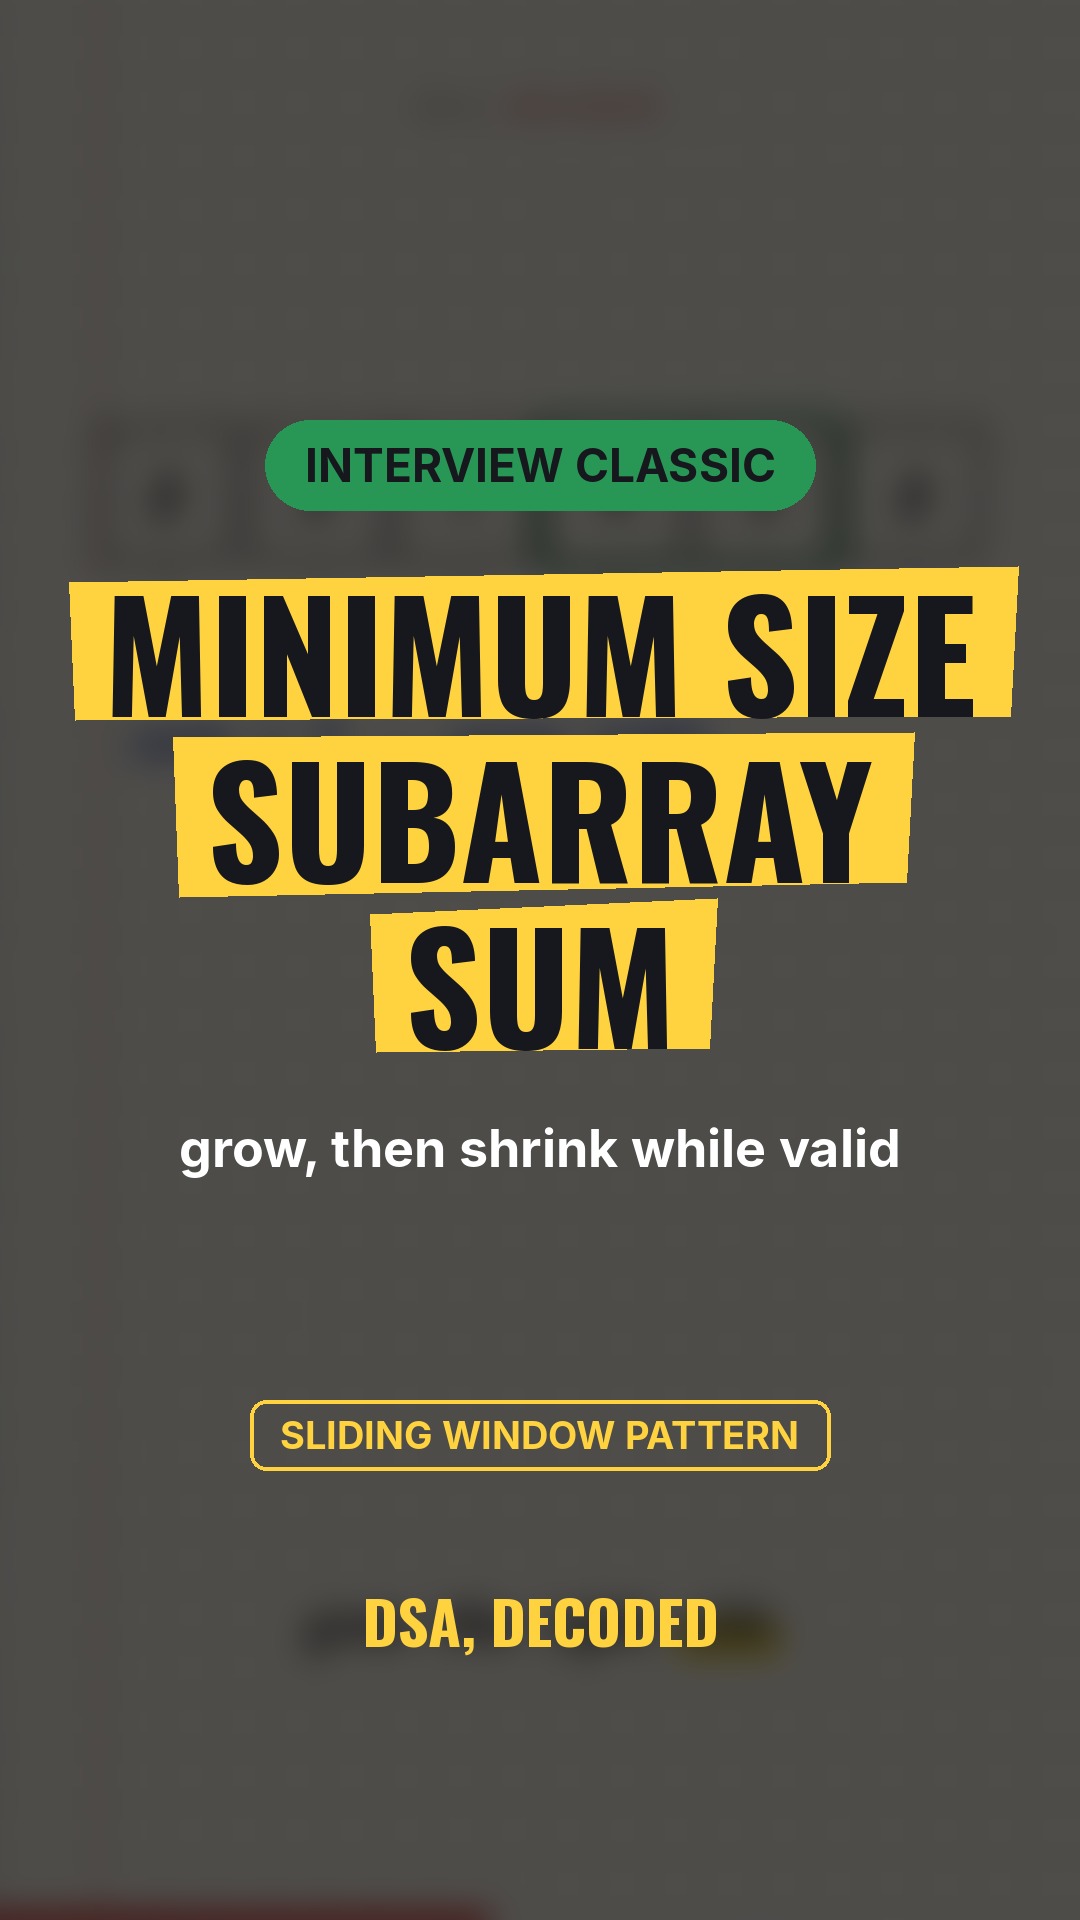 INTERVIEW CLASSIC
MINIMUM SIZE
SUBARRAY
SUM
grow, then shrink while valid
SLIDING WINDOW PATTERN
DSA, DECODED